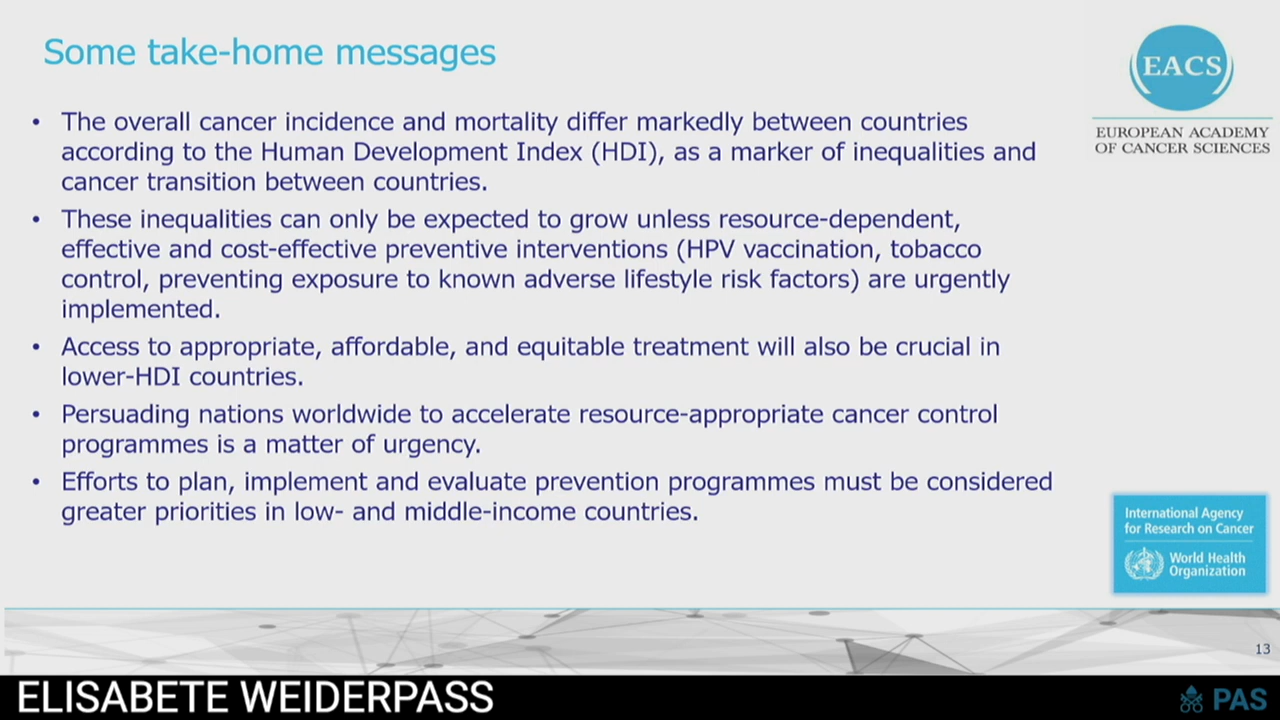 Some take-home messages
EACS
EUROPEAN ACADEMY
OF CANCER SCIENCES
• The overall cancer incidence and mortality differ markedly between countries
according to the Human Development Index (HDI), as a marker of inequalities and
cancer transition between countries.
• These inequalities can only be expected to grow unless resource-dependent,
effective and cost-effective preventive interventions (HPV vaccination, tobacco
control, preventing exposure to known adverse lifestyle risk factors) are urgently
implemented.
• Access to appropriate, affordable, and equitable treatment will also be crucial in
lower-HDI countries.
• Persuading nations worldwide to accelerate resource-appropriate cancer control
programmes is a matter of urgency.
• Efforts to plan, implement and evaluate prevention programmes must be considered
greater priorities in low- and middle-income countries.
International Agency
for Research on Cancer
World Health
Organization
13
ELISABETE WEIDERPASS
PAS